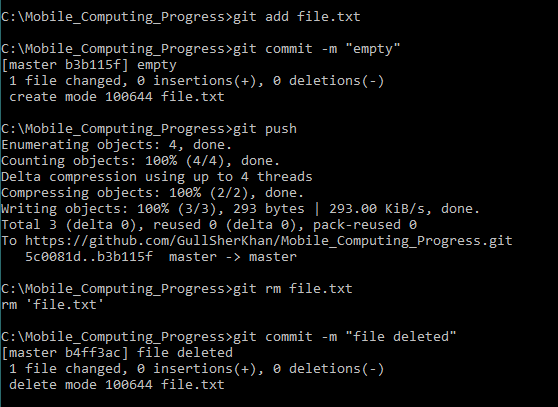 C:\Mobile_Computing_Progress>git add file.txt
C:\Mobile_Computing_Progress>git commit -m "empty"
[master b3b115f] empty
 1 file changed, 0 insertions(+), 0 deletions(-)
 create mode 100644 file.txt
C:\Mobile_Computing_Progress>git push
Enumerating objects: 4, done.
Counting objects: 100% (4/4), done.
Delta compression using up to 4 threads
Compressing objects: 100% (2/2), done.
Writing objects: 100% (3/3), 293 bytes | 293.00 KiB/s, done.
Total 3 (delta 0), reused 0 (delta 0), pack-reused 0
To https://github.com/GullSherKhan/Mobile_Computing_Progress.git
   5c0081d..b3b115f  master -> master
C:\Mobile_Computing_Progress>git rm file.txt
rm 'file.txt'
C:\Mobile_Computing_Progress>git commit -m "file deleted"
[master b4ff3ac] file deleted
 1 file changed, 0 insertions(+), 0 deletions(-)
 delete mode 100644 file.txt